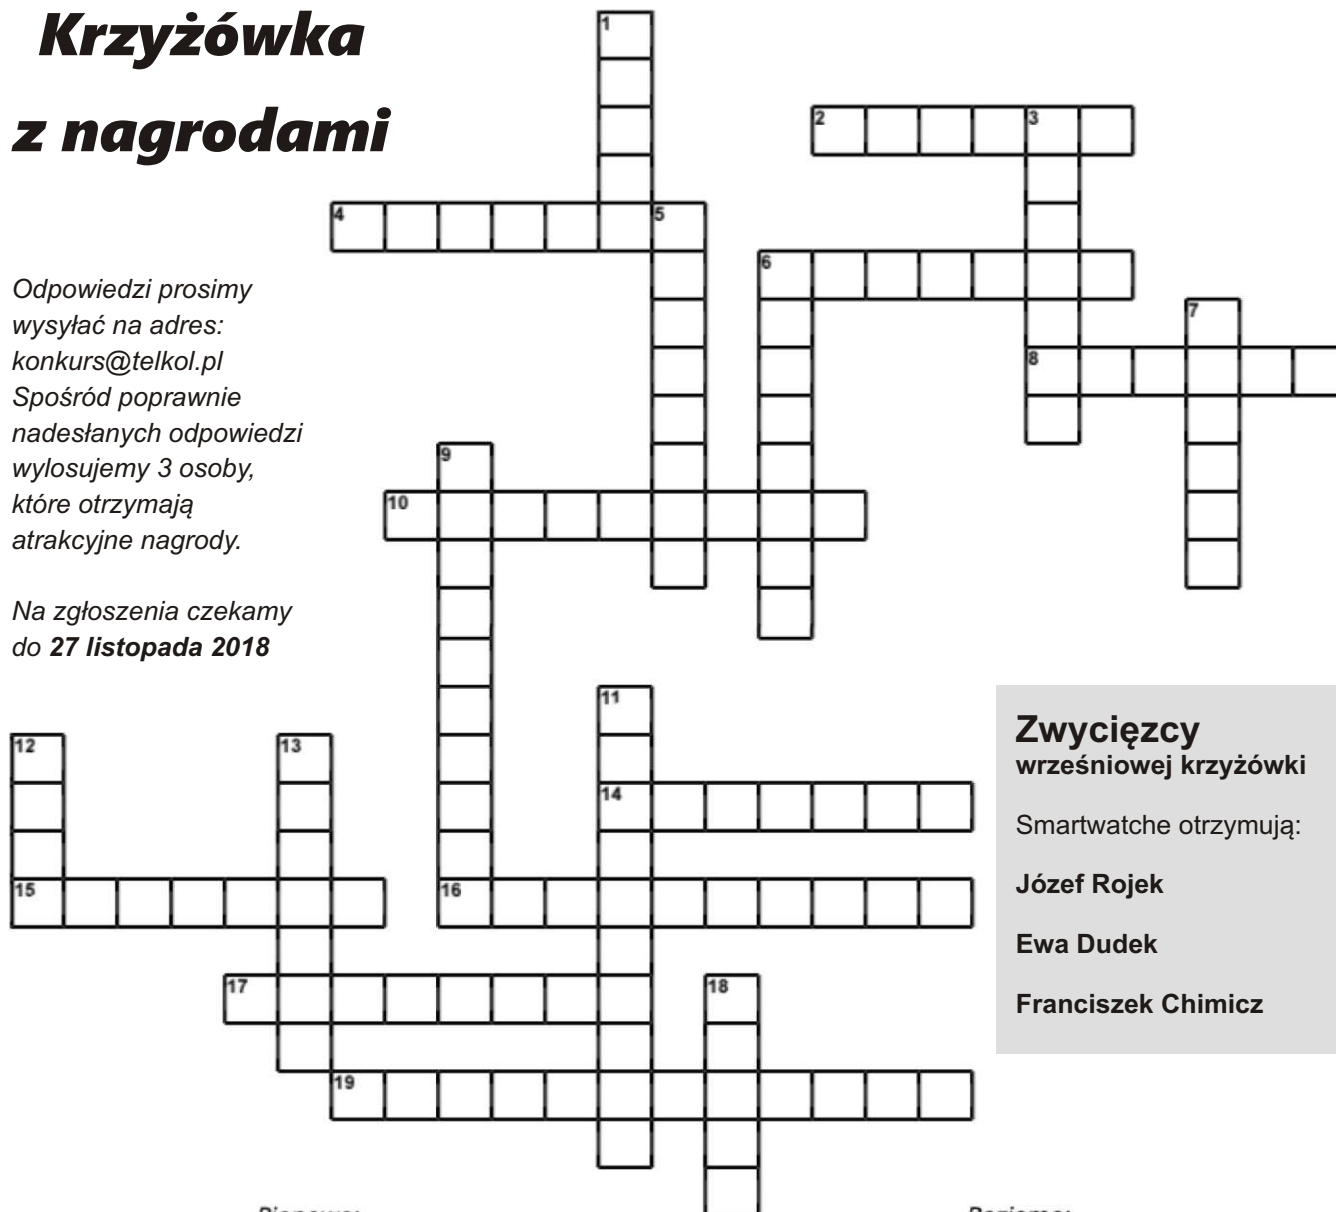 Krzyżówka
z nagrodami
Odpowiedzi prosimy
wysyłać na adres:
konkurs@telkol.pl
Spośród poprawnie
nadesłanych odpowiedzi
wylosujemy 3 osoby,
które otrzymają
atrakcyjne nagrody.
Na zgłoszenia czekamy
do 27 listopada 2018
1
2 3
4 5
6
7
8
9
10
11
12 13
14
15 16
17 18
19
Zwycięzcy
wrześniowej krzyżówki
Smartwatche otrzymują:
Józef Rojek
Ewa Dudek
Franciszek Chimicz